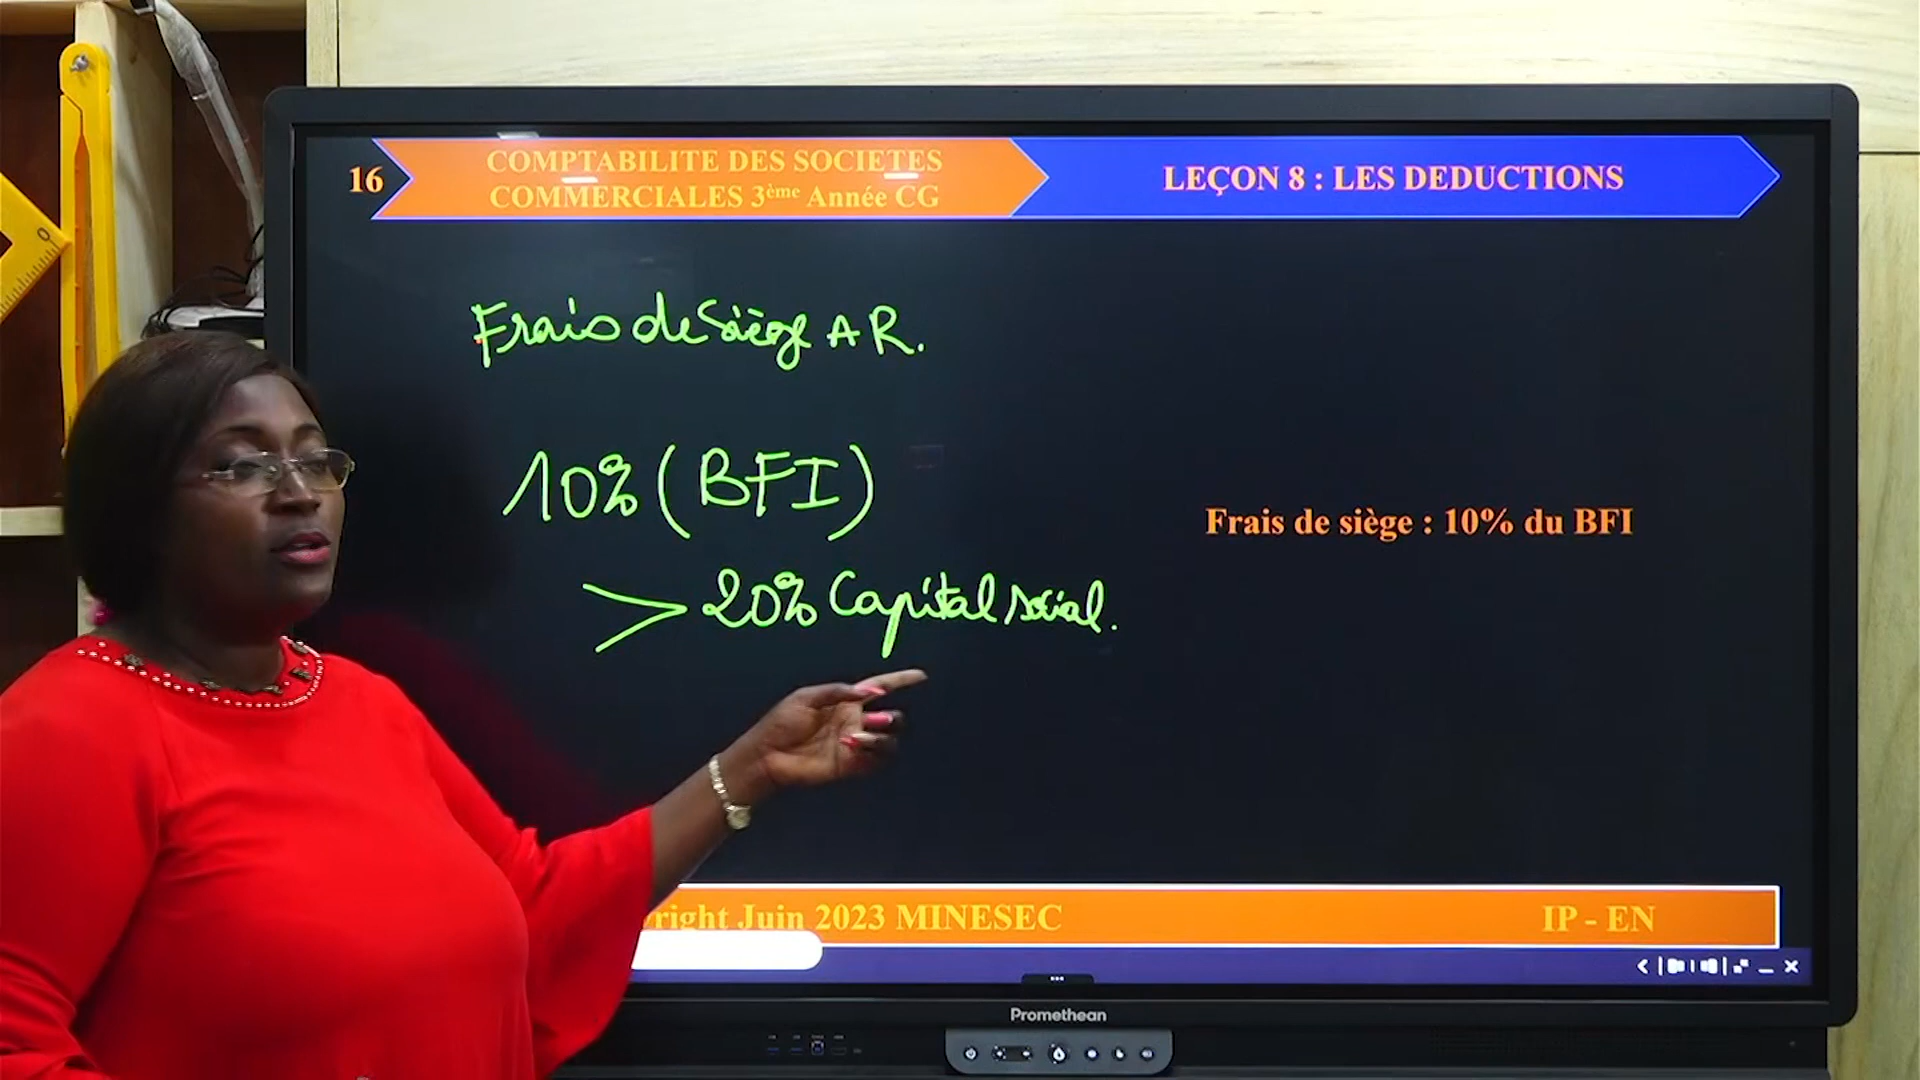 16
COMPTABILITE DES SOCIETES
COMMERCIALES 3ème Année CG
LEÇON 8 : LES DEDUCTIONS
Frais de Siège A R.
10% (BFI)
> 20% Capital social.
Frais de siège : 10% du BFI
right Juin 2023 MINESEC
IP - EN
Promethean
0